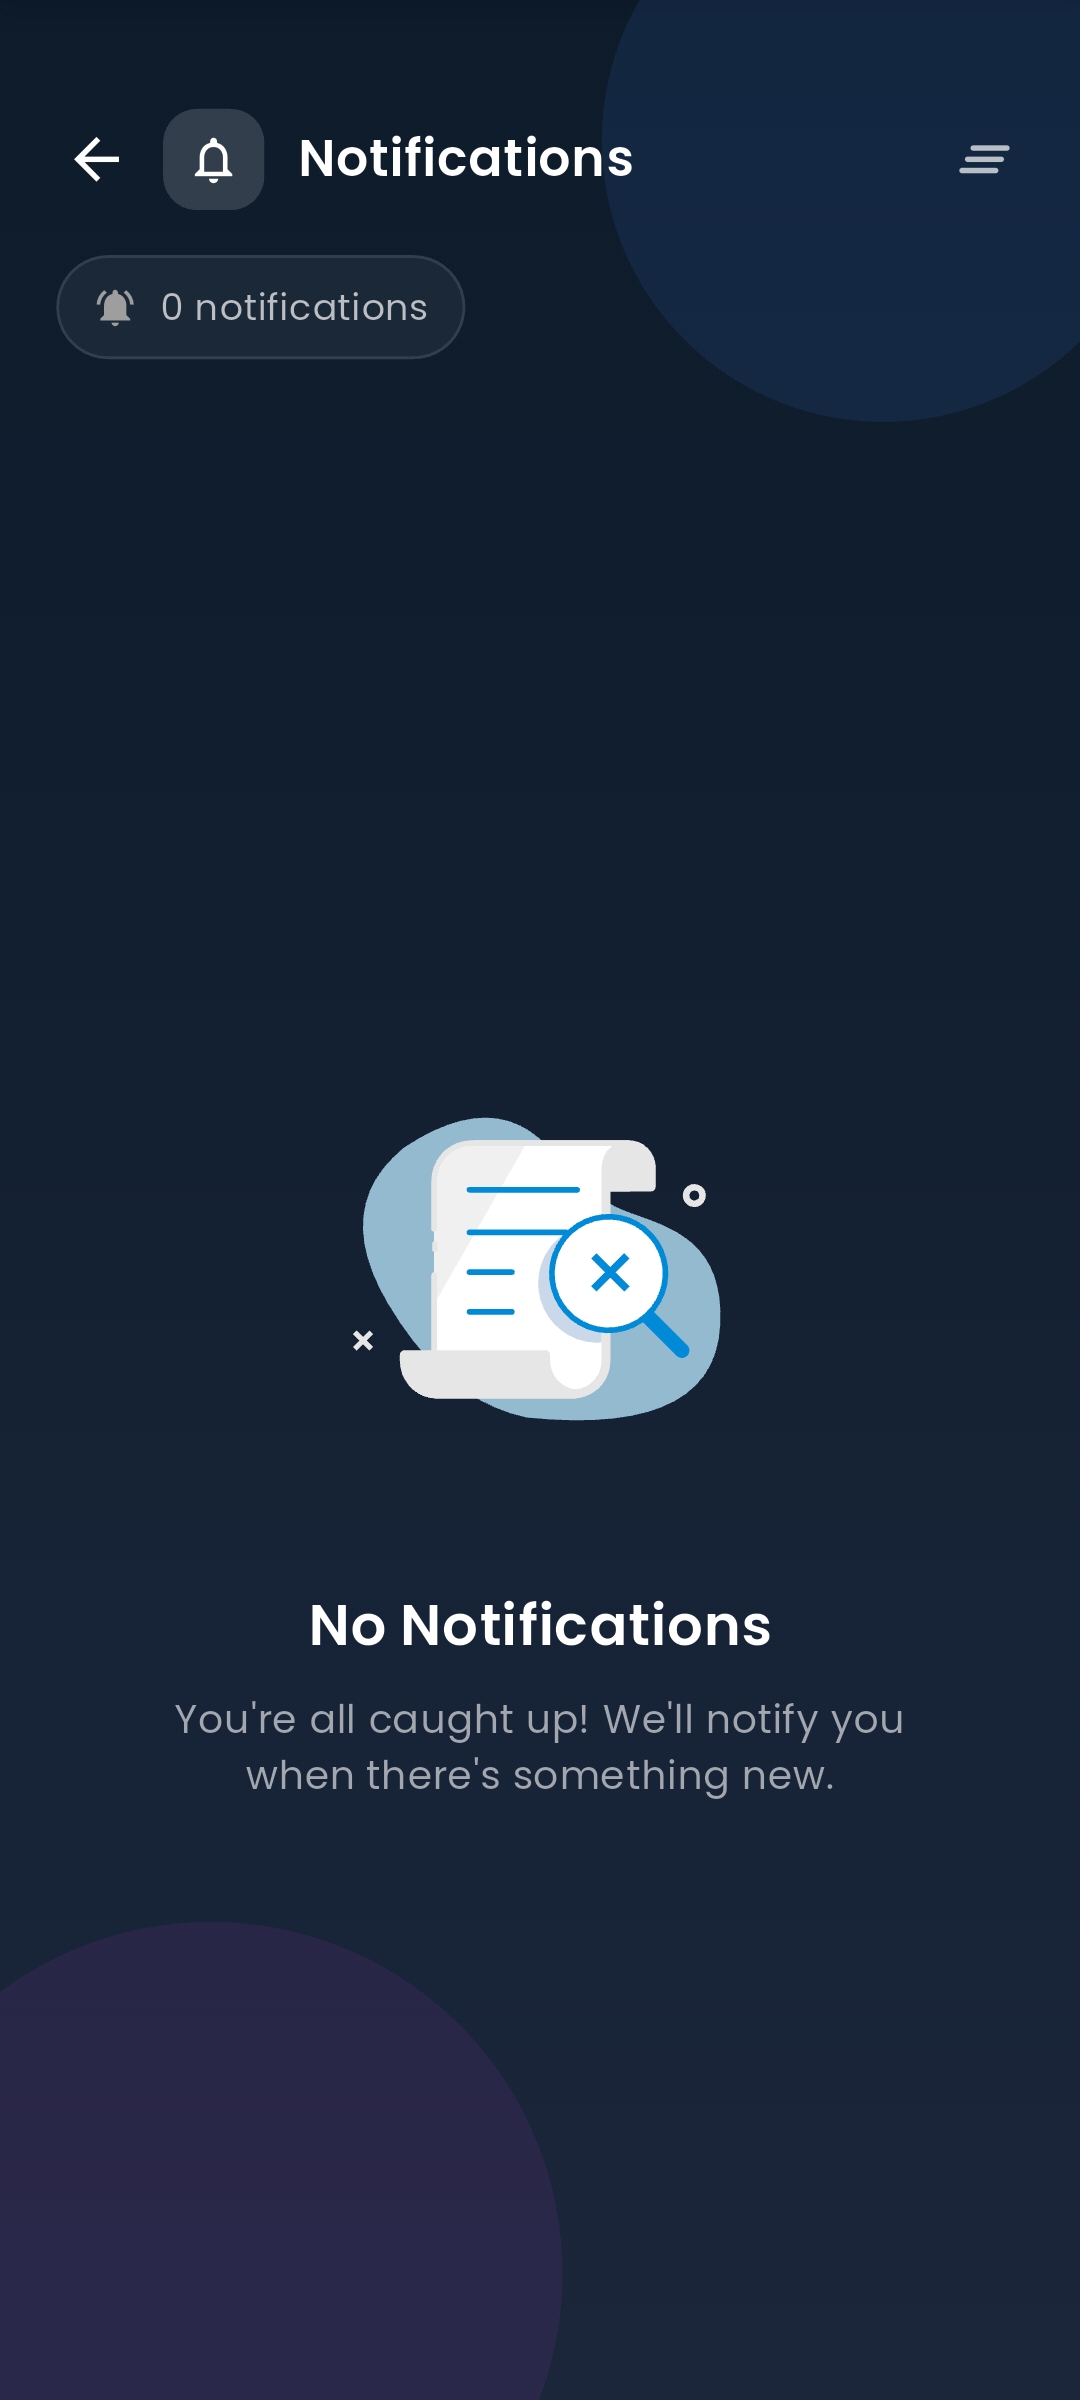 Notifications
0 notifications
No Notifications
You're all caught up! We'll notify you
when there's something new.